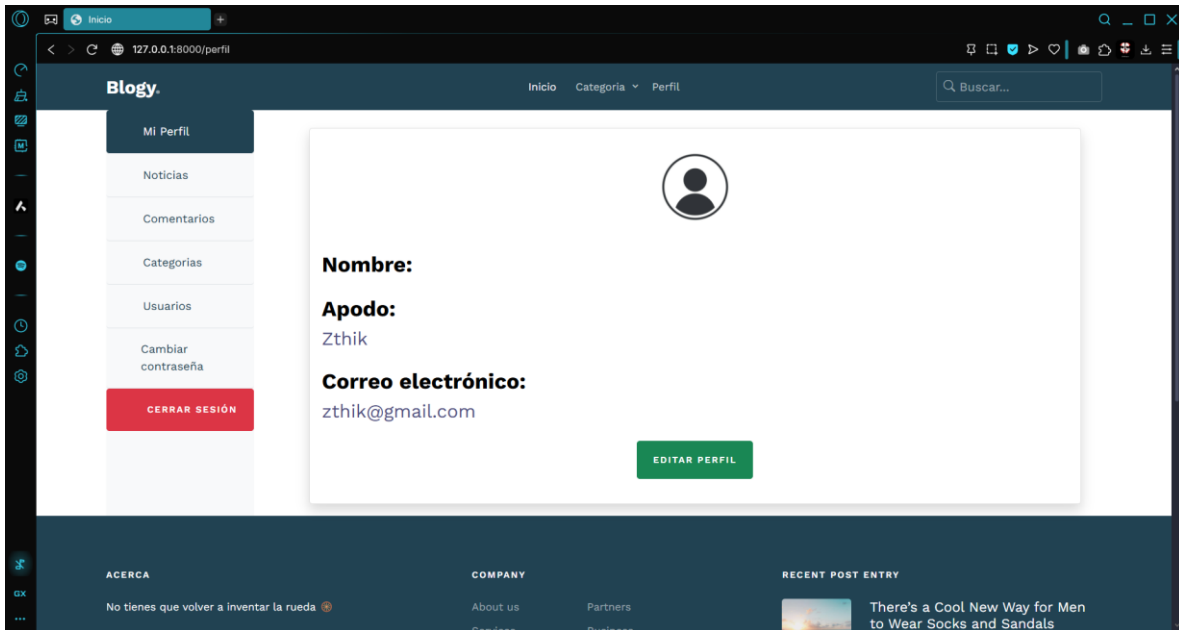 Inicio
127.0.0.1:8000/perfil
Blogy.
Inicio Categoria Perfil
Buscar...
Mi Perfil
Noticias
Comentarios
Categorias
Usuarios
Cambiar
contraseña
CERRAR SESIÓN
Nombre:
Apodo:
Zthik
Correo electrónico:
zthik@gmail.com
EDITAR PERFIL
ACERCA
No tienes que volver a inventar la rueda
COMPANY
About us Partners
Services Business
RECENT POST ENTRY
There's a Cool New Way for Men
to Wear Socks and Sandals
GX